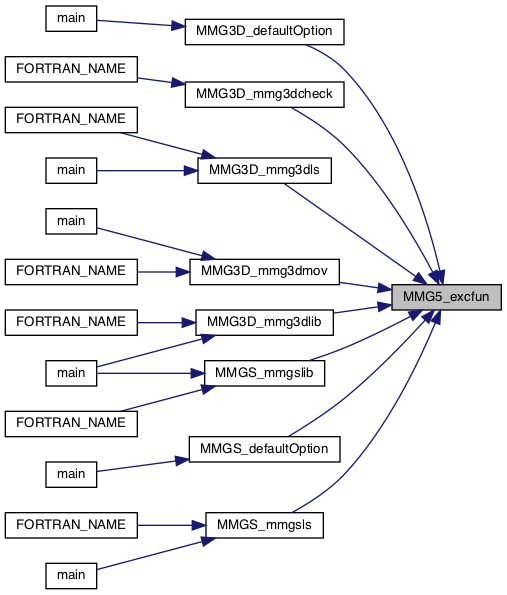 main
MMG3D_defaultOption
FORTRAN_NAME
MMG3D_mmg3dcheck
FORTRAN_NAME
main
MMG3D_mmg3dls
main
FORTRAN_NAME
MMG3D_mmg3dmov
MMG5_excfun
FORTRAN_NAME
MMG3D_mmg3dlib
main
MMGS_mmgslib
FORTRAN_NAME
MMGS_defaultOption
main
FORTRAN_NAME
MMGS_mmgsls
main